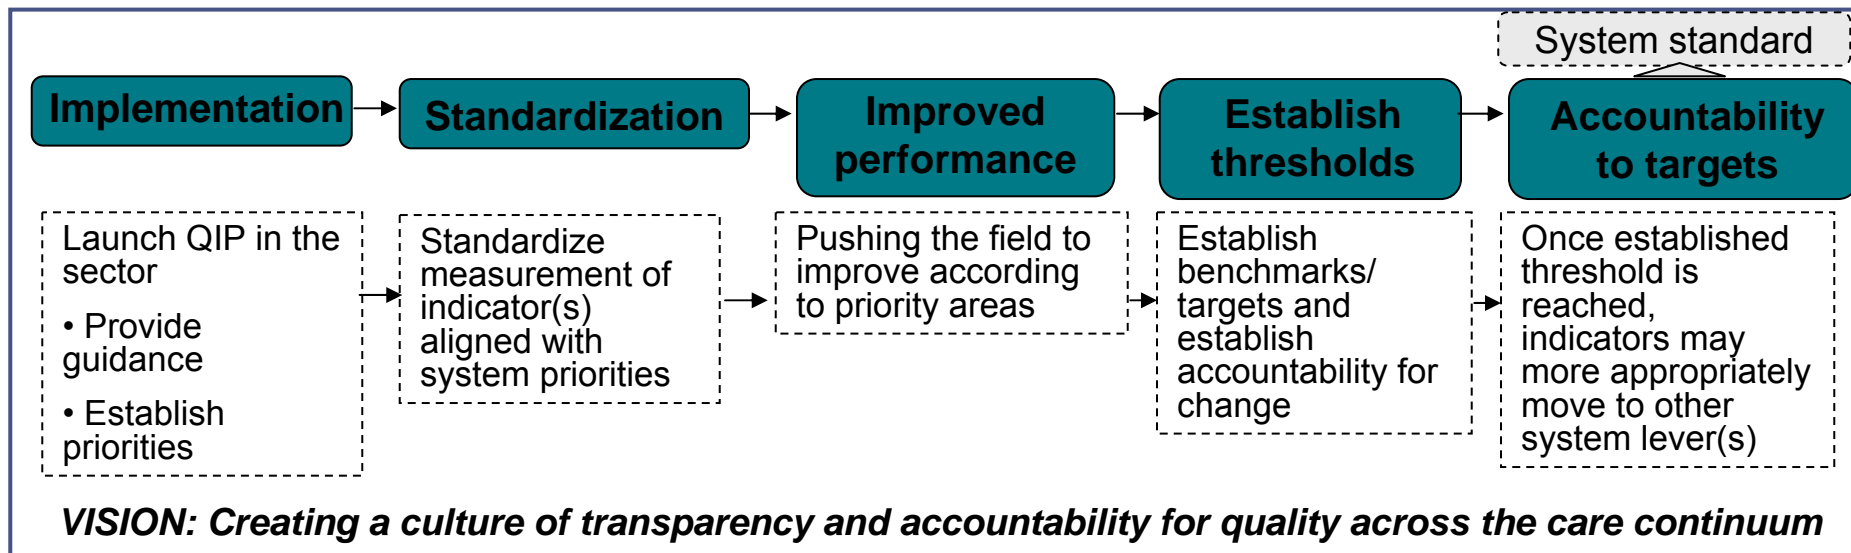 System standard
Implementation
Standardization
Improved
performance
Establish
thresholds
Accountability
to targets
Launch QIP in the
sector
• Provide
guidance
• Establish
priorities
Standardize
measurement of
indicator(s)
aligned with
system priorities
Pushing the field to
improve according
to priority areas
Establish
benchmarks/
targets and
establish
accountability for
change
Once established
threshold is
reached,
indicators may
more appropriately
move to other
system lever(s)
VISION: Creating a culture of transparency and accountability for quality across the care continuum